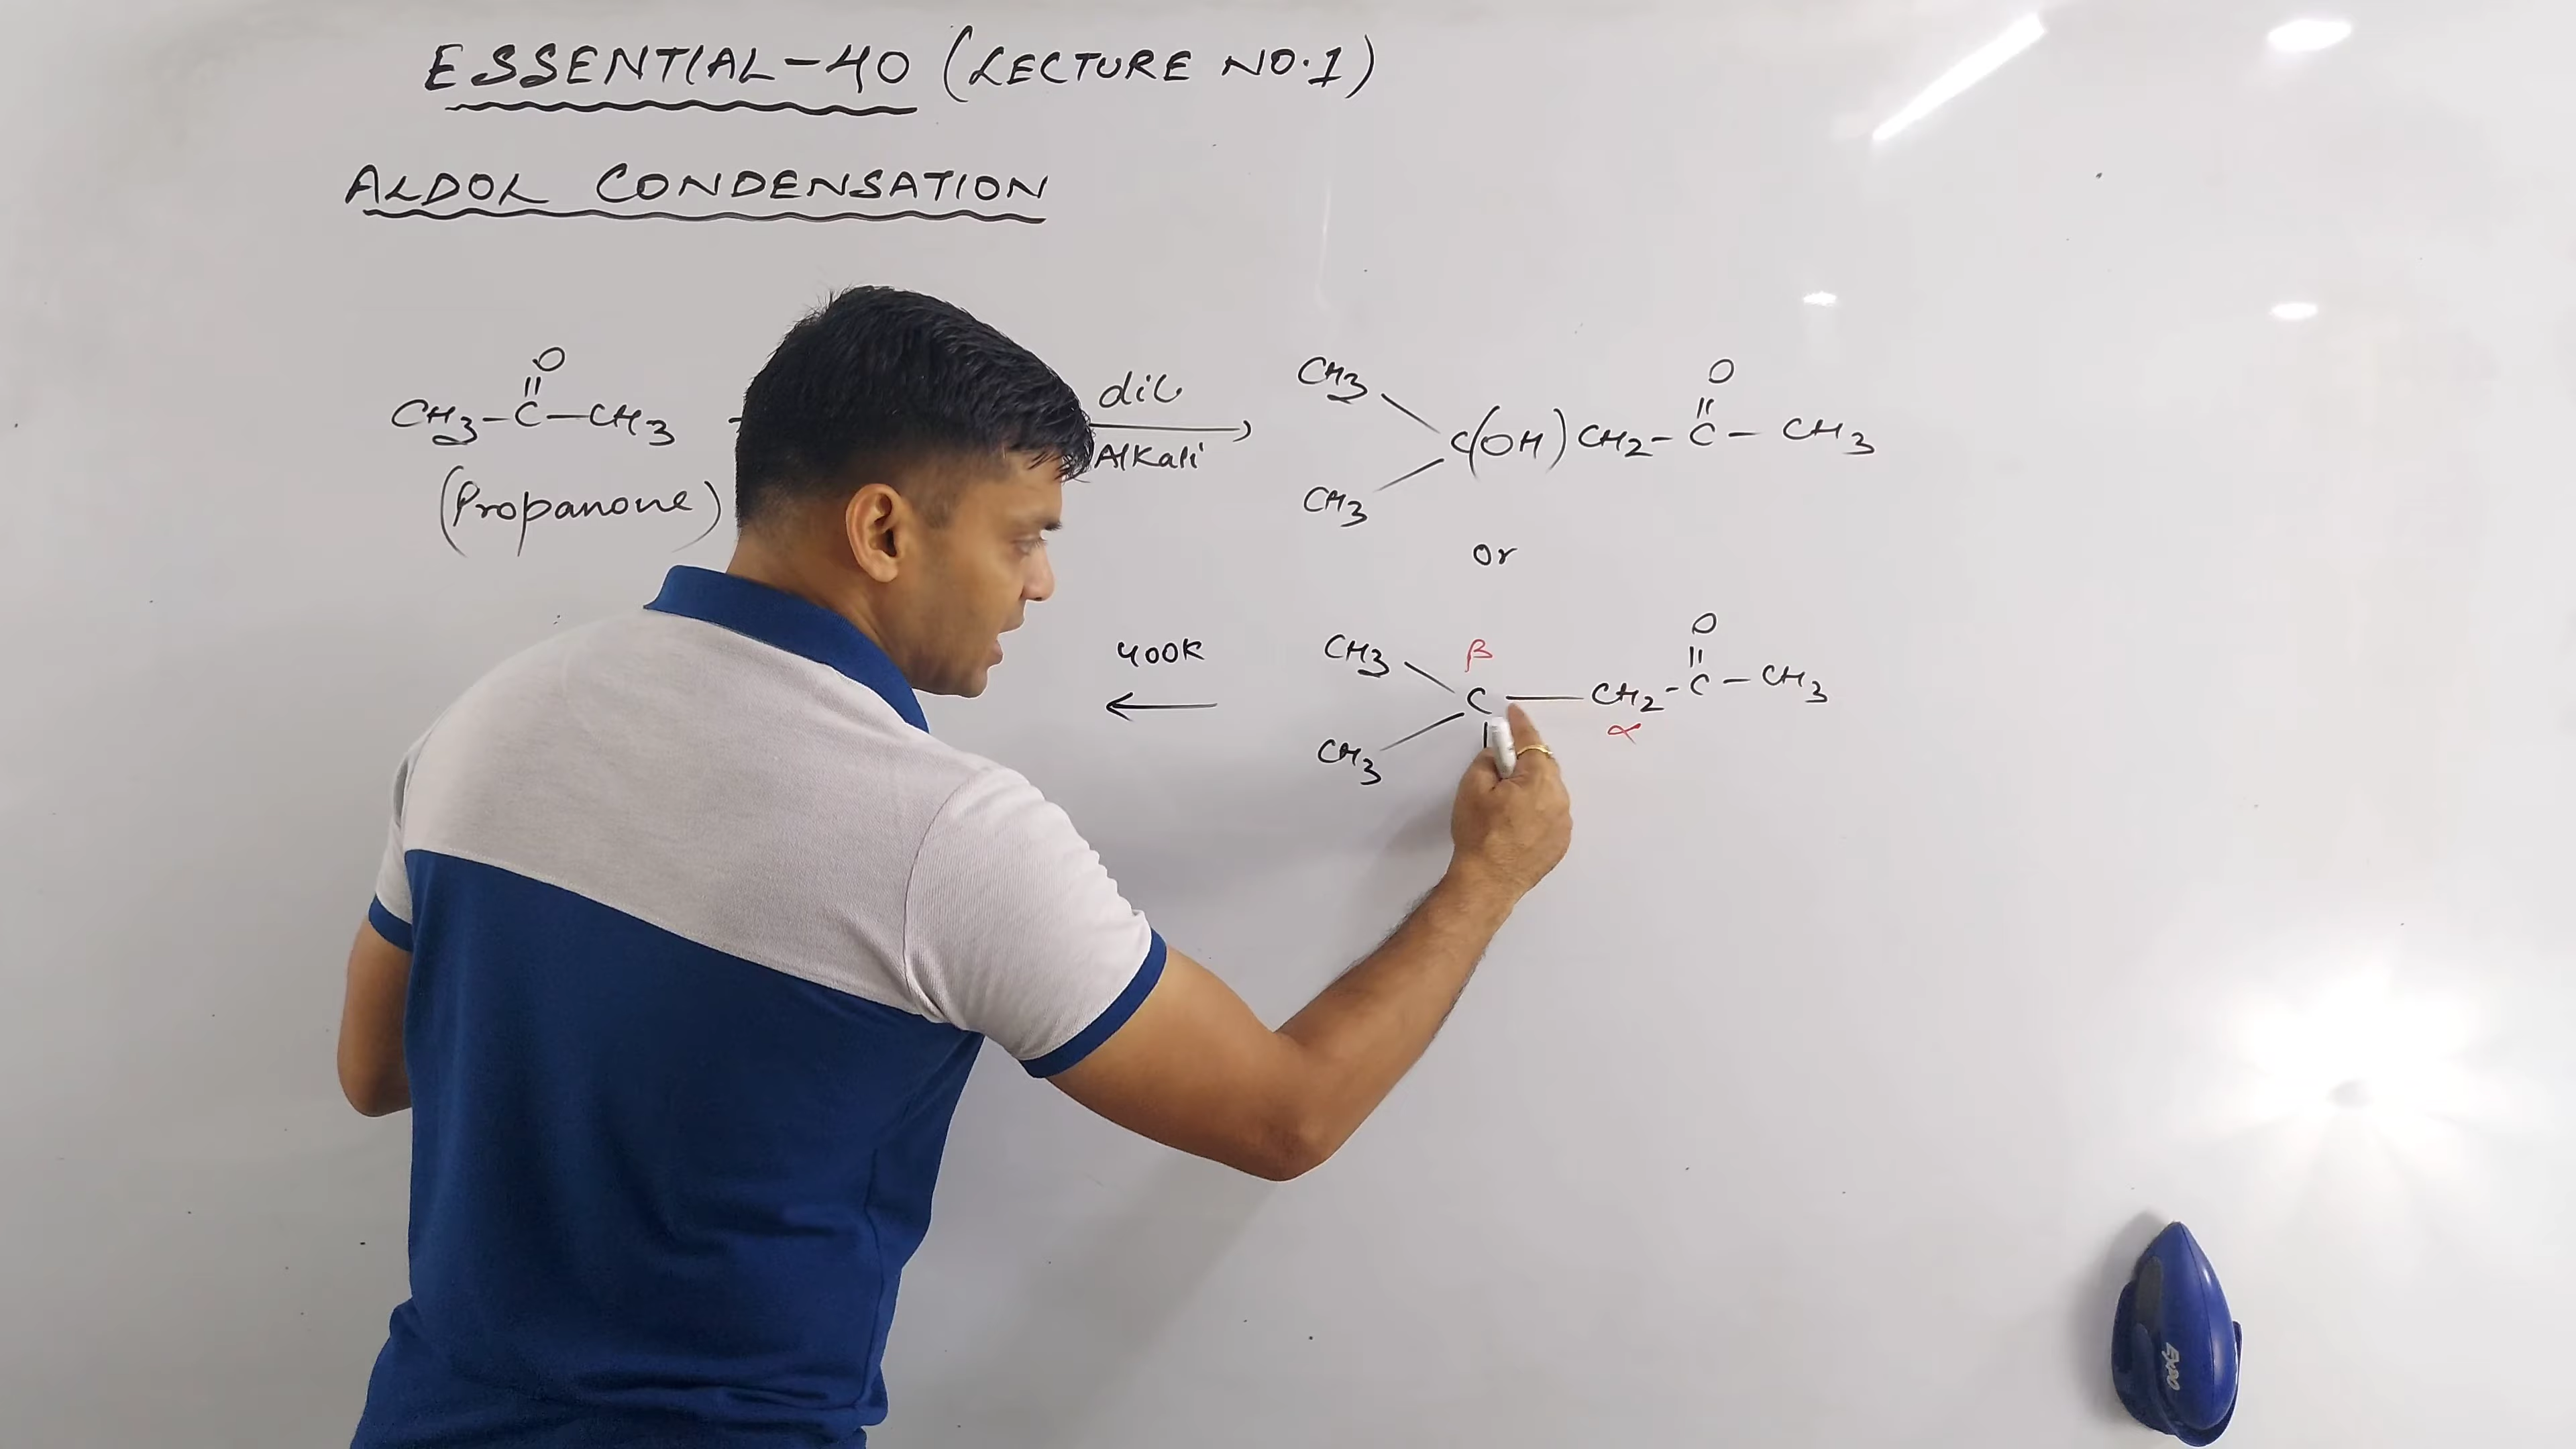 ESSENTIAL-40 (LECTURE NO.1)
ALDOL CONDENSATION
O
||
CH3-C-CH3
(Propanone)
dil
Alkali
CH3
CH3
C(OH)CH2-C-CH3
O
||
or
400K
CH3
CH3
β
C-CH2-C-CH3
O
||
α
EXPO